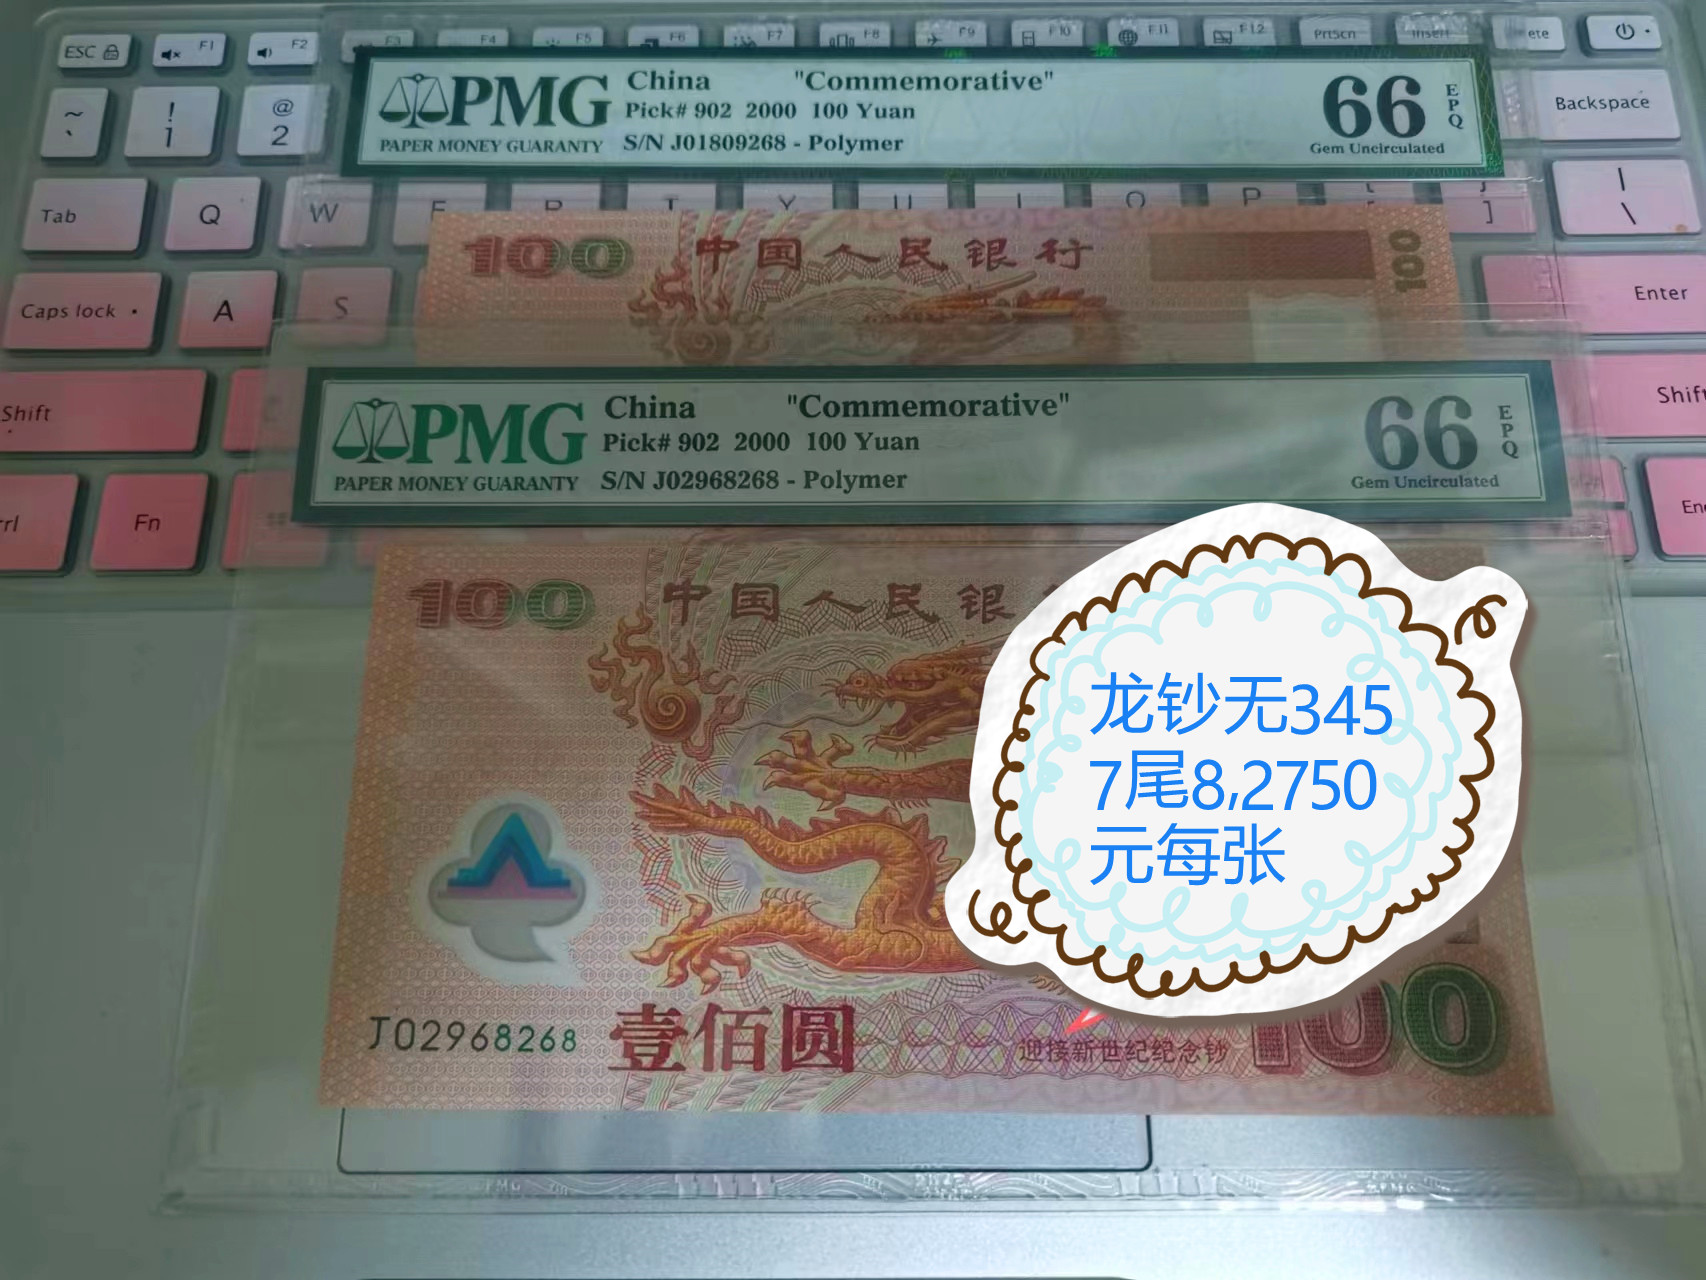 ESC F1 F2 F3 F4 F5 F6 F7 F8 F9 F10 F11 F12 PrtScn Insert ete
PMG
PAPER MONEY GUARANTY
China "Commemorative"
Pick# 902 2000 100 Yuan
S/N J01809268 - Polymer
66
EPQ
Gem Uncirculated
~ ` ! 1 @ 2 Backspace
Tab Q W E R T Y U I O P [ ] | \
100 中国人民银行 100
Caps lock A S Enter
PMG
PAPER MONEY GUARANTY
China "Commemorative"
Pick# 902 2000 100 Yuan
S/N J02968268 - Polymer
66
EPQ
Gem Uncirculated
Shift Shift
rl Fn En
100 中国人民银
龙钞无345
7尾8,2750
元每张
J02968268 壹佰圆 迎接新世纪纪念钞 100
PMG